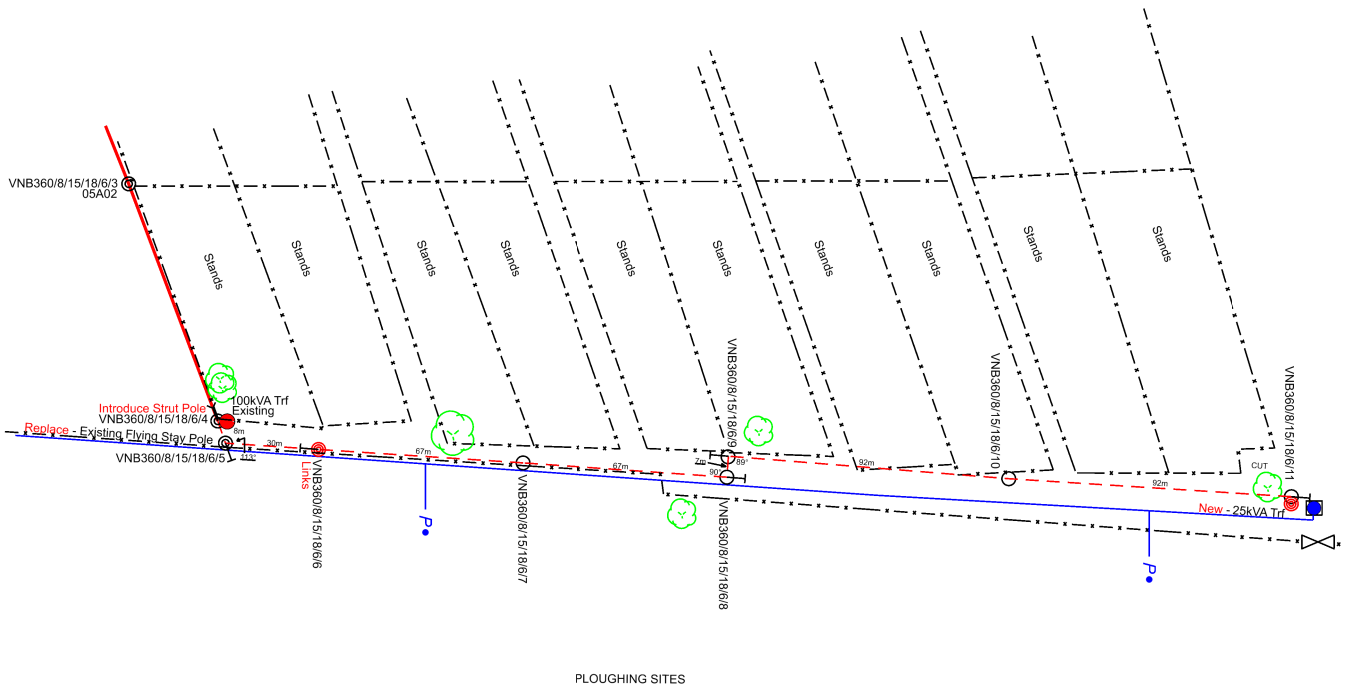 VNB360/8/15/18/6/3
05A02
Stands
Stands
Stands
Stands
Stands
Stands
Stands
Stands
Stands
Stands
Introduce Strut Pole
100kVA Trf
Existing
VNB360/8/15/18/6/4
Replace - Existing Flying Stay Pole
8m
VNB360/8/15/18/6/5
113°
30m
Links
VNB360/8/15/18/6/6
67m
VNB360/8/15/18/6/7
67m
VNB360/8/15/18/6/9
7m
89°
90°
VNB360/8/15/18/6/8
92m
VNB360/8/15/18/6/10
92m
VNB360/8/15/18/6/11
CUT
New - 25kVA Trf
P
P
PLOUGHING SITES